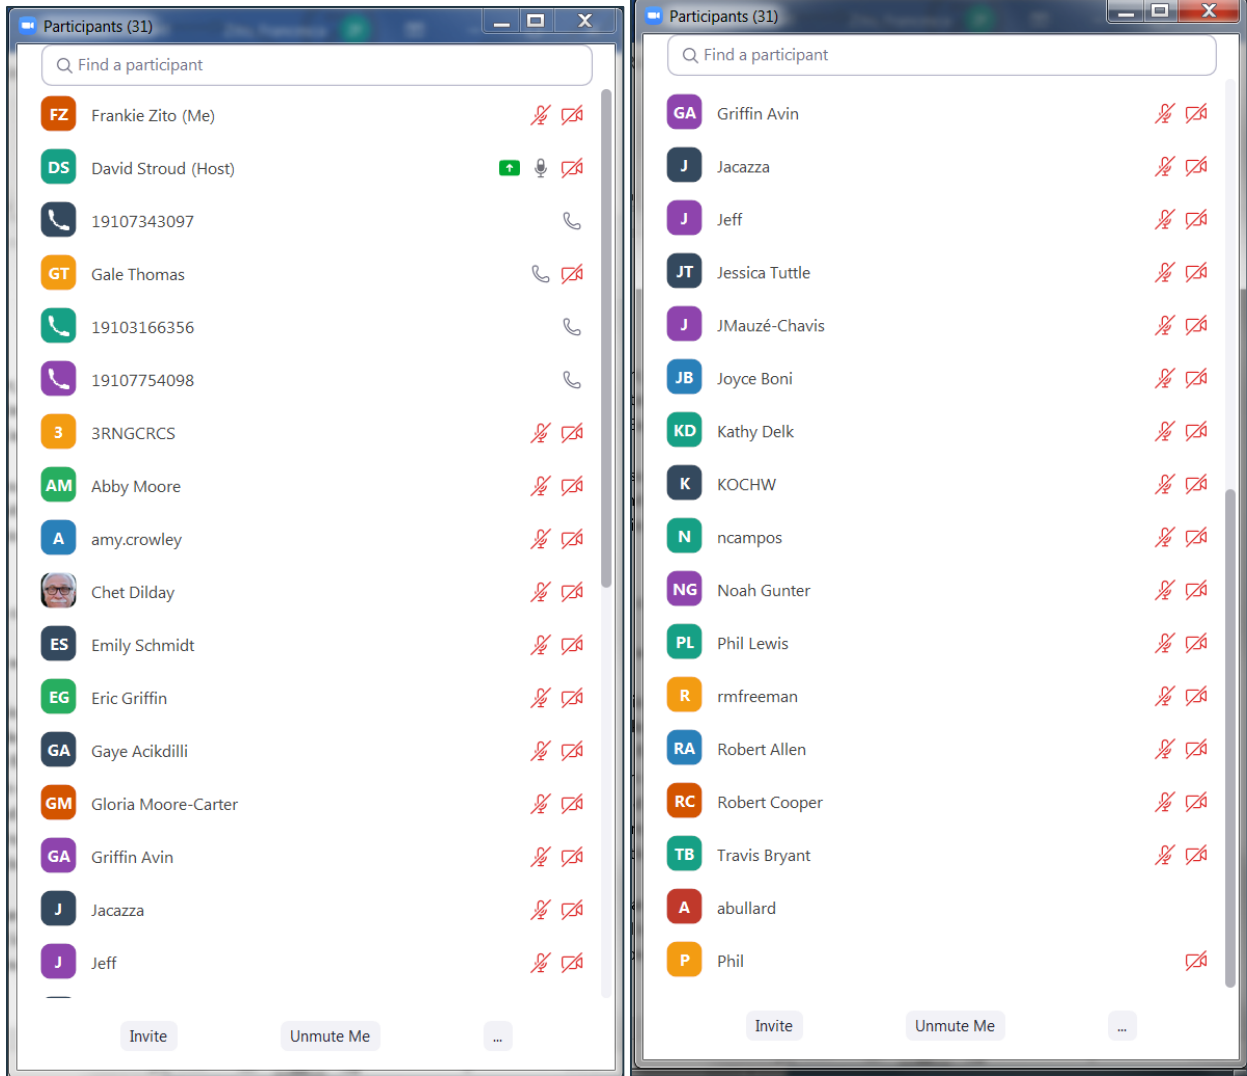 Participants (31)
Find a participant
FZ Frankie Zito (Me)
DS David Stroud (Host)
19107343097
GT Gale Thomas
19103166356
19107754098
3 3RNGCRCS
AM Abby Moore
A amy.crowley
Chet Dilday
ES Emily Schmidt
EG Eric Griffin
GA Gaye Acikdilli
GM Gloria Moore-Carter
GA Griffin Avin
J Jacazza
J Jeff
Invite Unmute Me ...
Participants (31)
Find a participant
GA Griffin Avin
J Jacazza
J Jeff
JT Jessica Tuttle
J JMauzé-Chavis
JB Joyce Boni
KD Kathy Delk
K KOCHW
N ncampos
NG Noah Gunter
PL Phil Lewis
R rmfreeman
RA Robert Allen
RC Robert Cooper
TB Travis Bryant
A abullard
P Phil
Invite Unmute Me ...